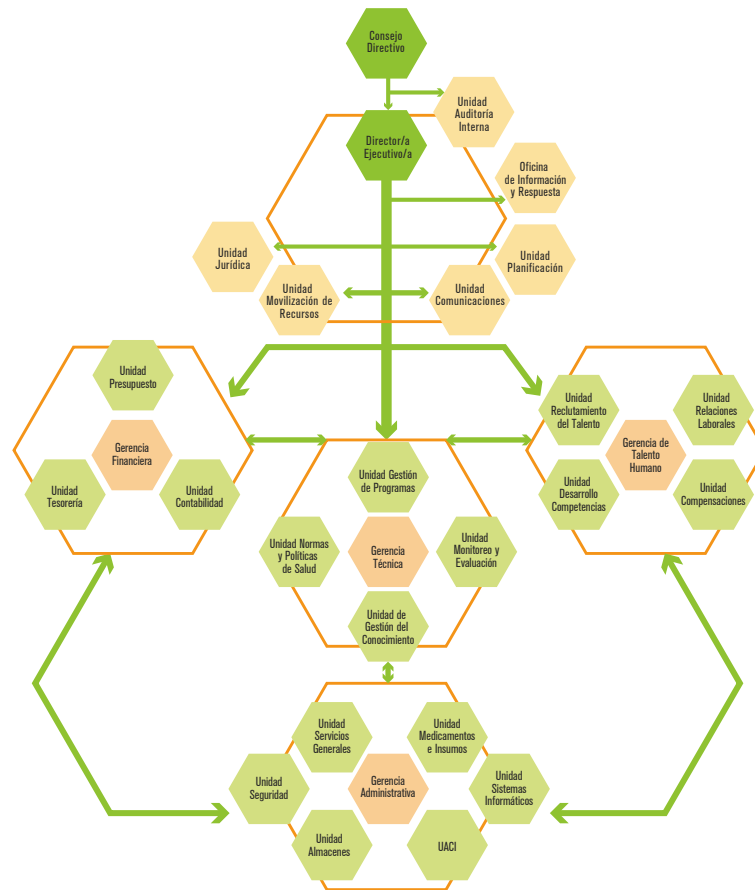 Consejo
Directivo
Unidad
Auditoría
Interna
Director/a
Ejecutivo/a
Oficina
de Información
y Respuesta
Unidad
Jurídica
Unidad
Planificación
Unidad
Movilización de
Recursos
Unidad
Comunicaciones
Unidad
Presupuesto
Gerencia
Financiera
Unidad
Tesorería
Unidad
Contabilidad
Unidad
Reclutamiento
del Talento
Unidad
Relaciones
Laborales
Gerencia de
Talento
Humano
Unidad
Desarrollo
Competencias
Unidad
Compensaciones
Unidad Gestión
de Programas
Unidad Normas
y Políticas
de Salud
Gerencia
Técnica
Unidad
Monitoreo y
Evaluación
Unidad de
Gestión del
Conocimiento
Unidad
Servicios
Generales
Unidad
Medicamentos
e Insumos
Unidad
Seguridad
Gerencia
Administrativa
Unidad
Sistemas
Informáticos
Unidad
Almacenes
UACI